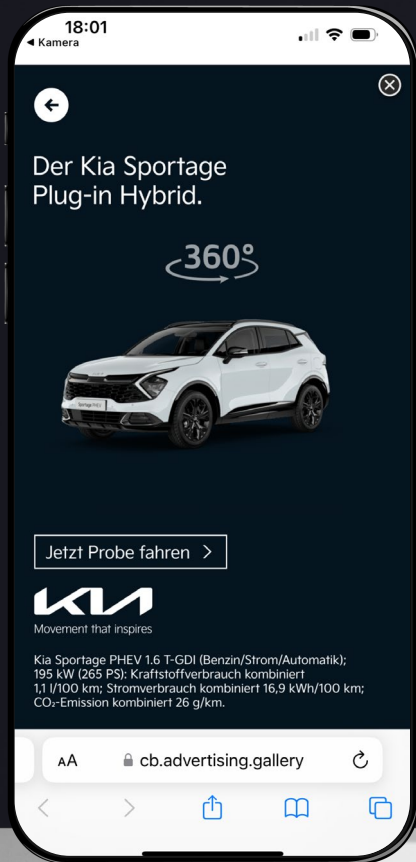 18:01
◀ Kamera
Der Kia Sportage
Plug-in Hybrid.
360°
Sportage PHEV
Jetzt Probe fahren >
KIA
Movement that inspires
Kia Sportage PHEV 1.6 T-GDI (Benzin/Strom/Automatik);
195 kW (265 PS): Kraftstoffverbrauch kombiniert
1,1 l/100 km; Stromverbrauch kombiniert 16,9 kWh/100 km;
CO₂-Emission kombiniert 26 g/km.
AA cb.advertising.gallery